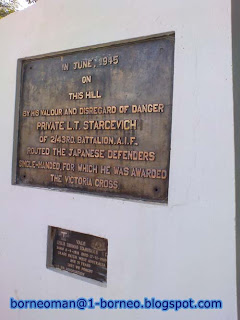 IN JUNE, 1945
ON
THIS HILL
BY HIS VALOUR AND DISREGARD OF DANGER
PRIVATE L.T. STARCEVICH
OF 2/43RD. BATTALION, A.I.F.
ROUTED THE JAPANESE DEFENDERS
SINGLE-HANDED, FOR WHICH HE WAS AWARDED
THE VICTORIA CROSS
borneoman@1-borneo.blogspot.com